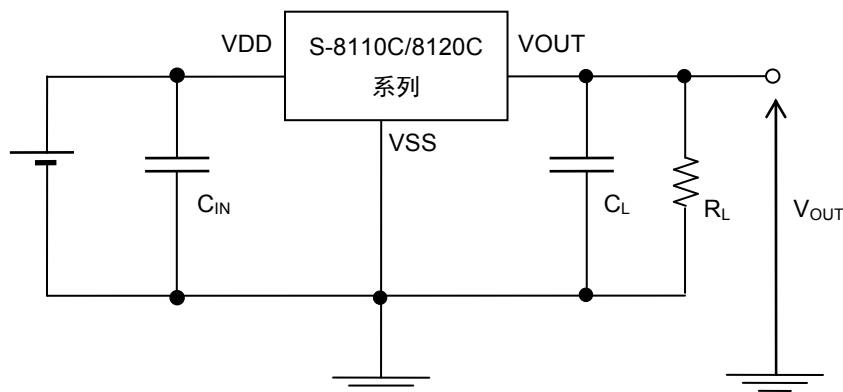 VDD
S-8110C/8120C
系列
VOUT
VSS
CIN
CL
RL
VOUT